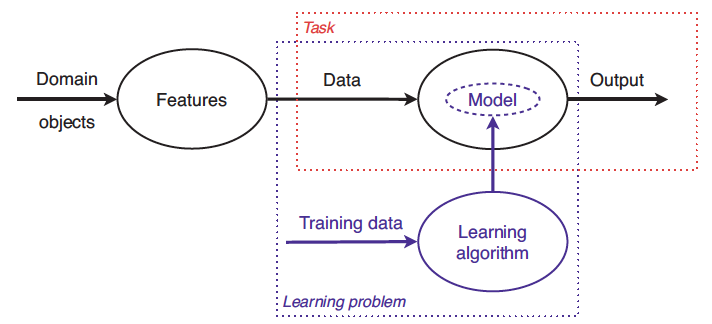 Task
Domain
objects
Features
Data
Model
Output
Training data
Learning
algorithm
Learning problem